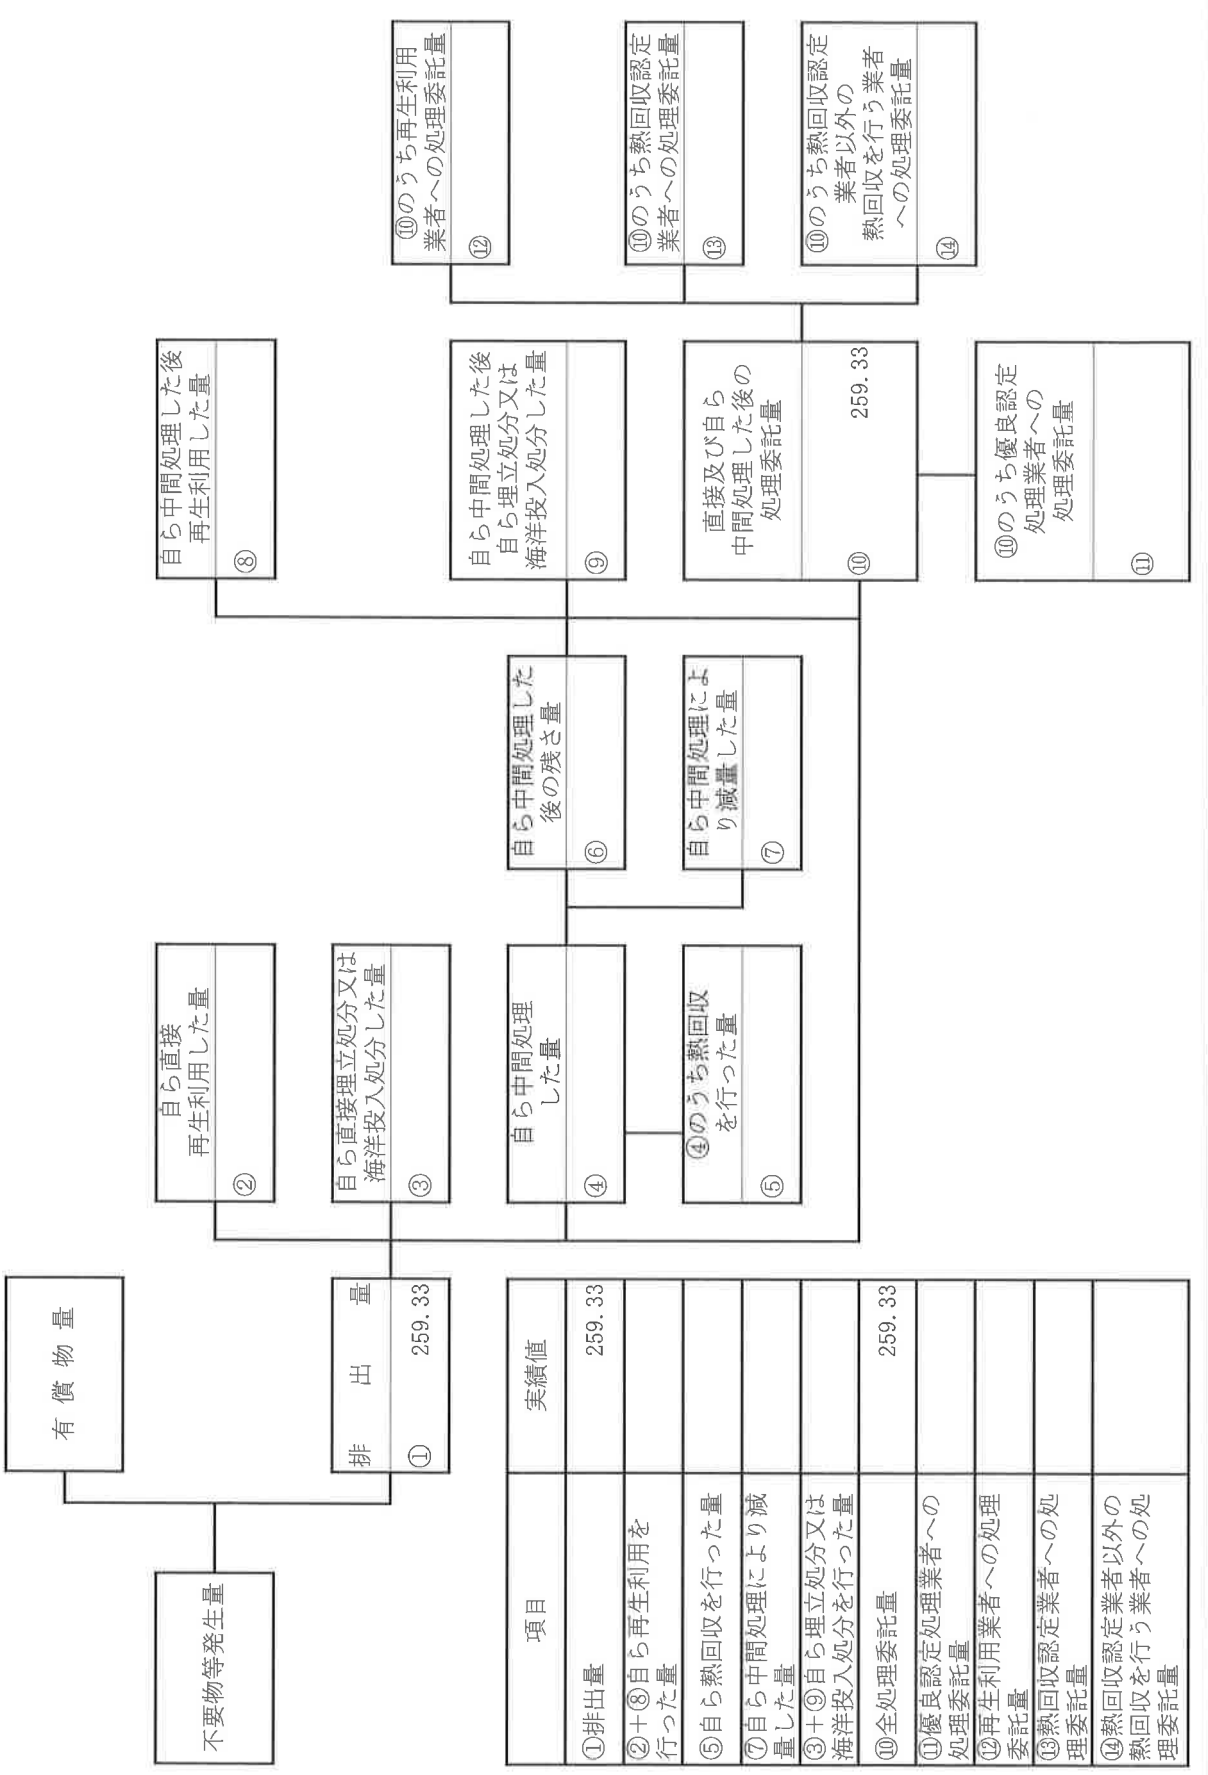 有償物量
不要物等発生量
排出量
① 259.33
自ら直接
再生利用した量
②
自ら直接埋立処分又は
海洋投入処分した量
③
自ら中間処理
した量
④
④のうち熱回収
を行った量
⑤
自ら中間処理した
後の残さ量
⑥
自ら中間処理によ
り減量した量
⑦
自ら中間処理した後
再生利用した量
⑧
自ら中間処理した後
自ら埋立処分又は
海洋投入処分した量
⑨
直接及び自ら
中間処理した後の
処理委託量
⑩ 259.33
⑩のうち優良認定
処理業者への
処理委託量
⑪
⑩のうち再生利用
業者への処理委託量
⑫
⑩のうち熱回収認定
業者への処理委託量
⑬
⑩のうち熱回収認定
業者以外の
熱回収を行う業者
への処理委託量
⑭
項目 実績値
①排出量 259.33
②+⑧自ら再生利用を
行った量
⑤自ら熱回収を行った量
⑦自ら中間処理により減
量した量
③+⑨自ら埋立処分又は
海洋投入処分を行った量
⑩全処理委託量 259.33
⑪優良認定処理業者への
処理委託量
⑫再生利用業者への処理
委託量
⑬熱回収認定業者への処
理委託量
⑭熱回収認定業者以外の
熱回収を行う業者への処
理委託量